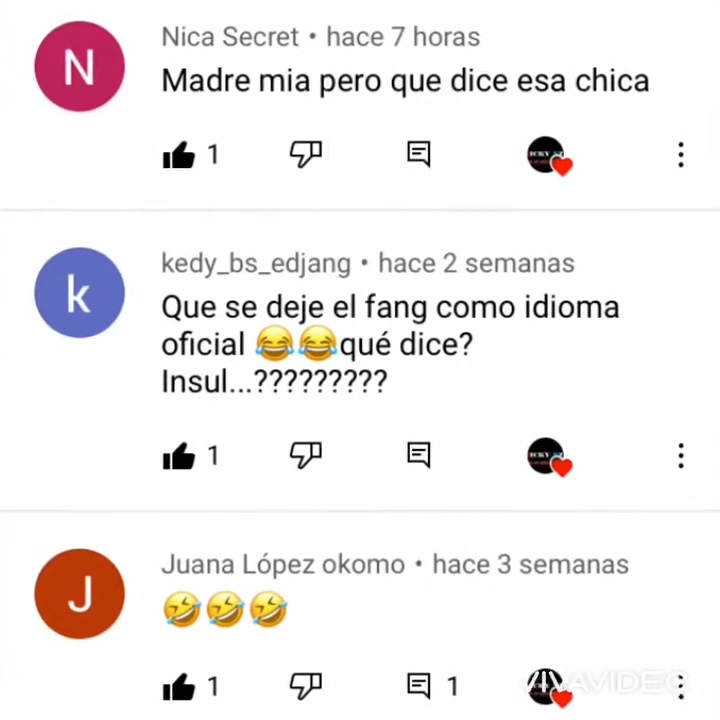 N
Nica Secret • hace 7 horas
Madre mia pero que dice esa chica
1
k
kedy_bs_edjang • hace 2 semanas
Que se deje el fang como idioma
oficial 😂😂qué dice?
Insul...?????????
1
J
Juana López okomo • hace 3 semanas
🤣🤣🤣
1 1
VIVAVIDEO